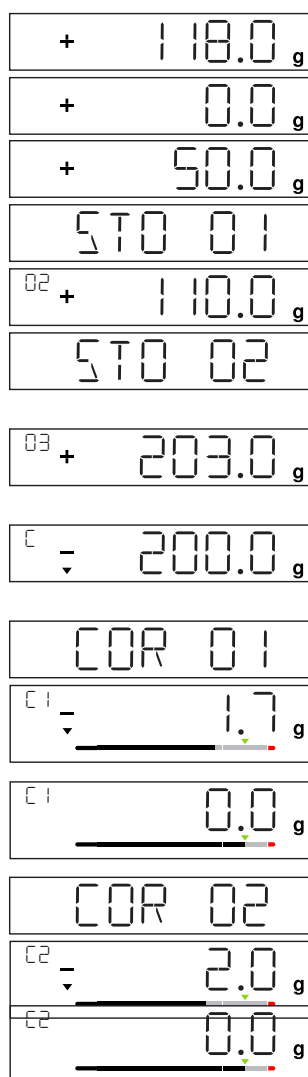 + 118.0 g
+ 0.0 g
+ 50.0 g
STO 01
02 + 110.0 g
STO 02
03 + 203.0 g
C - 200.0 g
COR 01
C1 - 1.7 g
C1 0.0 g
COR 02
C2 - 2.0 g
C2 0.0 g